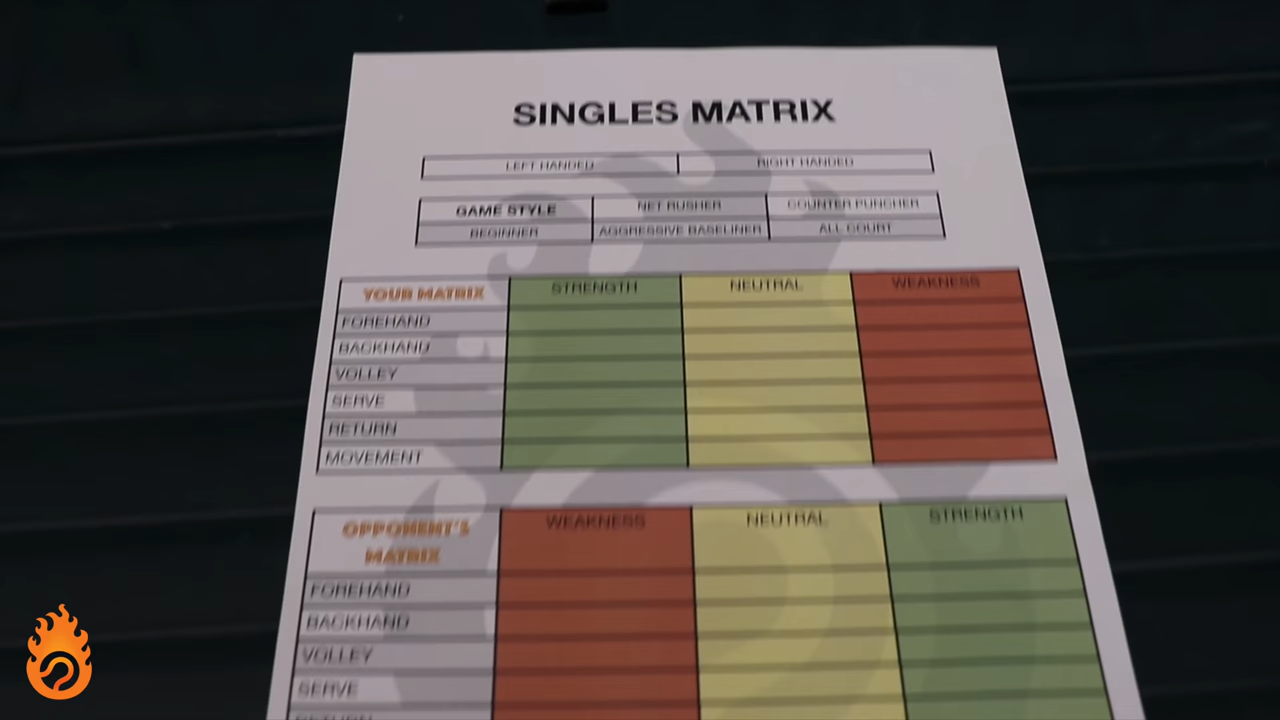 SINGLES MATRIX
LEFT HANDED RIGHT HANDED
GAME STYLE NET RUSHER COUNTER PUNCHER
BEGINNER AGGRESSIVE BASELINER ALL COURT
YOUR MATRIX STRENGTH NEUTRAL WEAKNESS
FOREHAND
BACKHAND
VOLLEY
SERVE
RETURN
MOVEMENT
OPPONENT'S MATRIX WEAKNESS NEUTRAL STRENGTH
FOREHAND
BACKHAND
VOLLEY
SERVE
RETURN